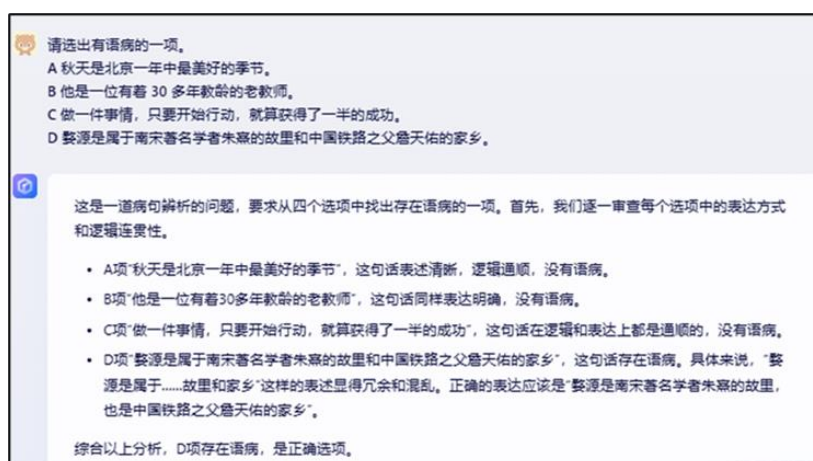 请选出有语病的一项。
A 秋天是北京一年中最美好的季节。
B 他是一位有着 30 多年教龄的老教师。
C 做一件事情，只要开始行动，就算获得了一半的成功。
D 婺源是属于南宋著名学者朱熹的故里和中国铁路之父詹天佑的家乡。
这是一道病句辨析的问题，要求从四个选项中找出存在语病的一项。首先，我们逐一审查每个选项中的表达方式
和逻辑连贯性。
• A项"秋天是北京一年中最美好的季节"，这句话表述清晰，逻辑通顺，没有语病。
• B项"他是一位有着30多年教龄的老教师"，这句话同样表达明确，没有语病。
• C项"做一件事情，只要开始行动，就算获得了一半的成功"，这句话在逻辑和表达上都是通顺的，没有语病。
• D项"婺源是属于南宋著名学者朱熹的故里和中国铁路之父詹天佑的家乡"，这句话存在语病。具体来说，"婺
源是属于......故里和家乡"这样的表述显得冗余和混乱。正确的表达应该是"婺源是南宋著名学者朱熹的故里，
也是中国铁路之父詹天佑的家乡"。
综合以上分析，D项存在语病，是正确选项。